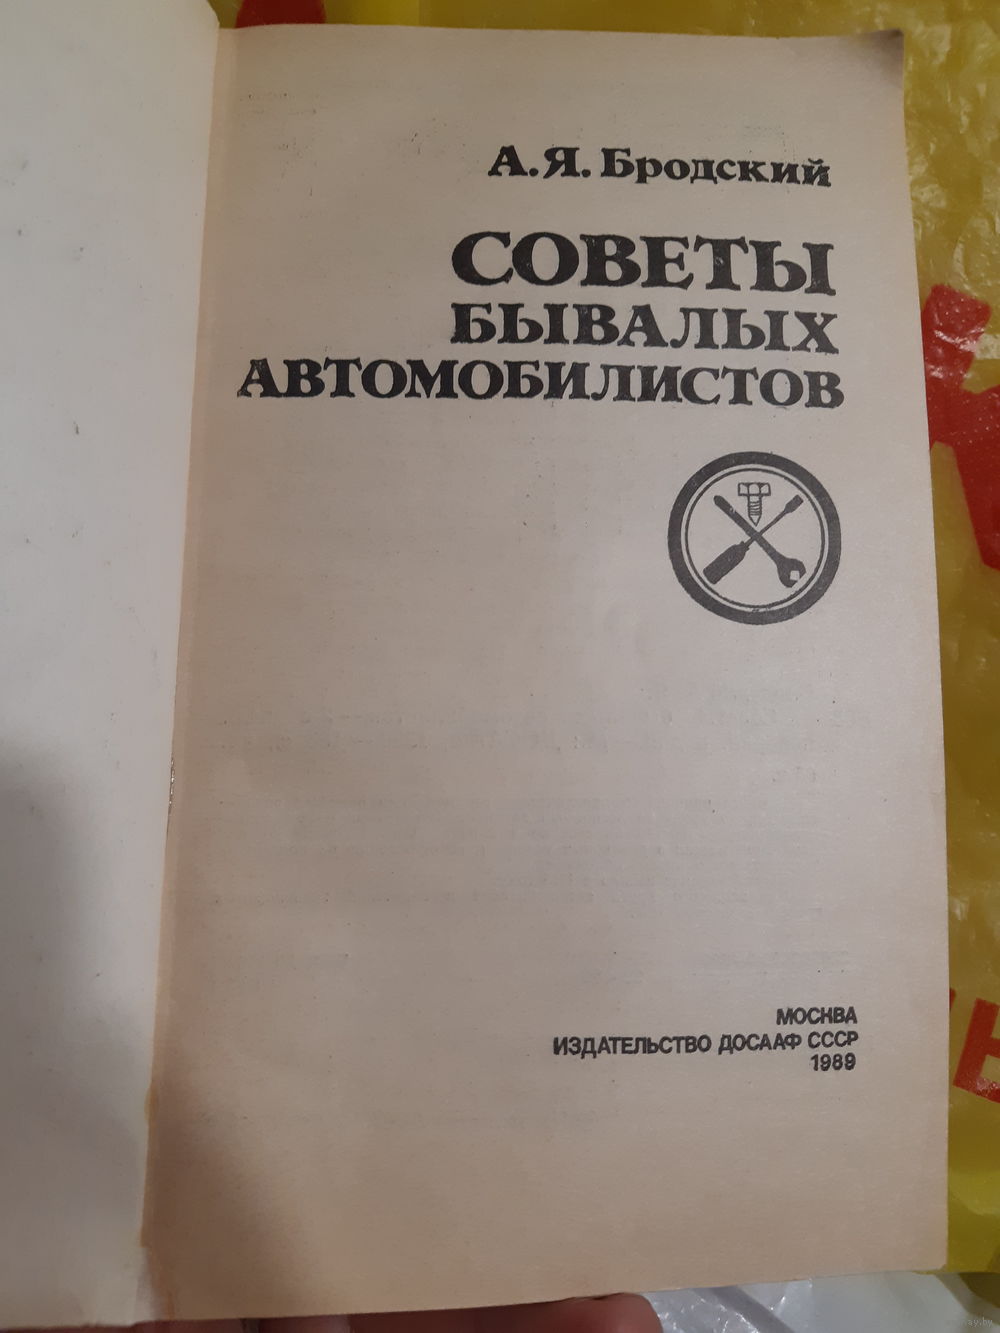 А.Я. Бродский
СОВЕТЫ
БЫВАЛЫХ
АВТОМОБИЛИСТОВ
МОСКВА
ИЗДАТЕЛЬСТВО ДОСААФ СССР
1989